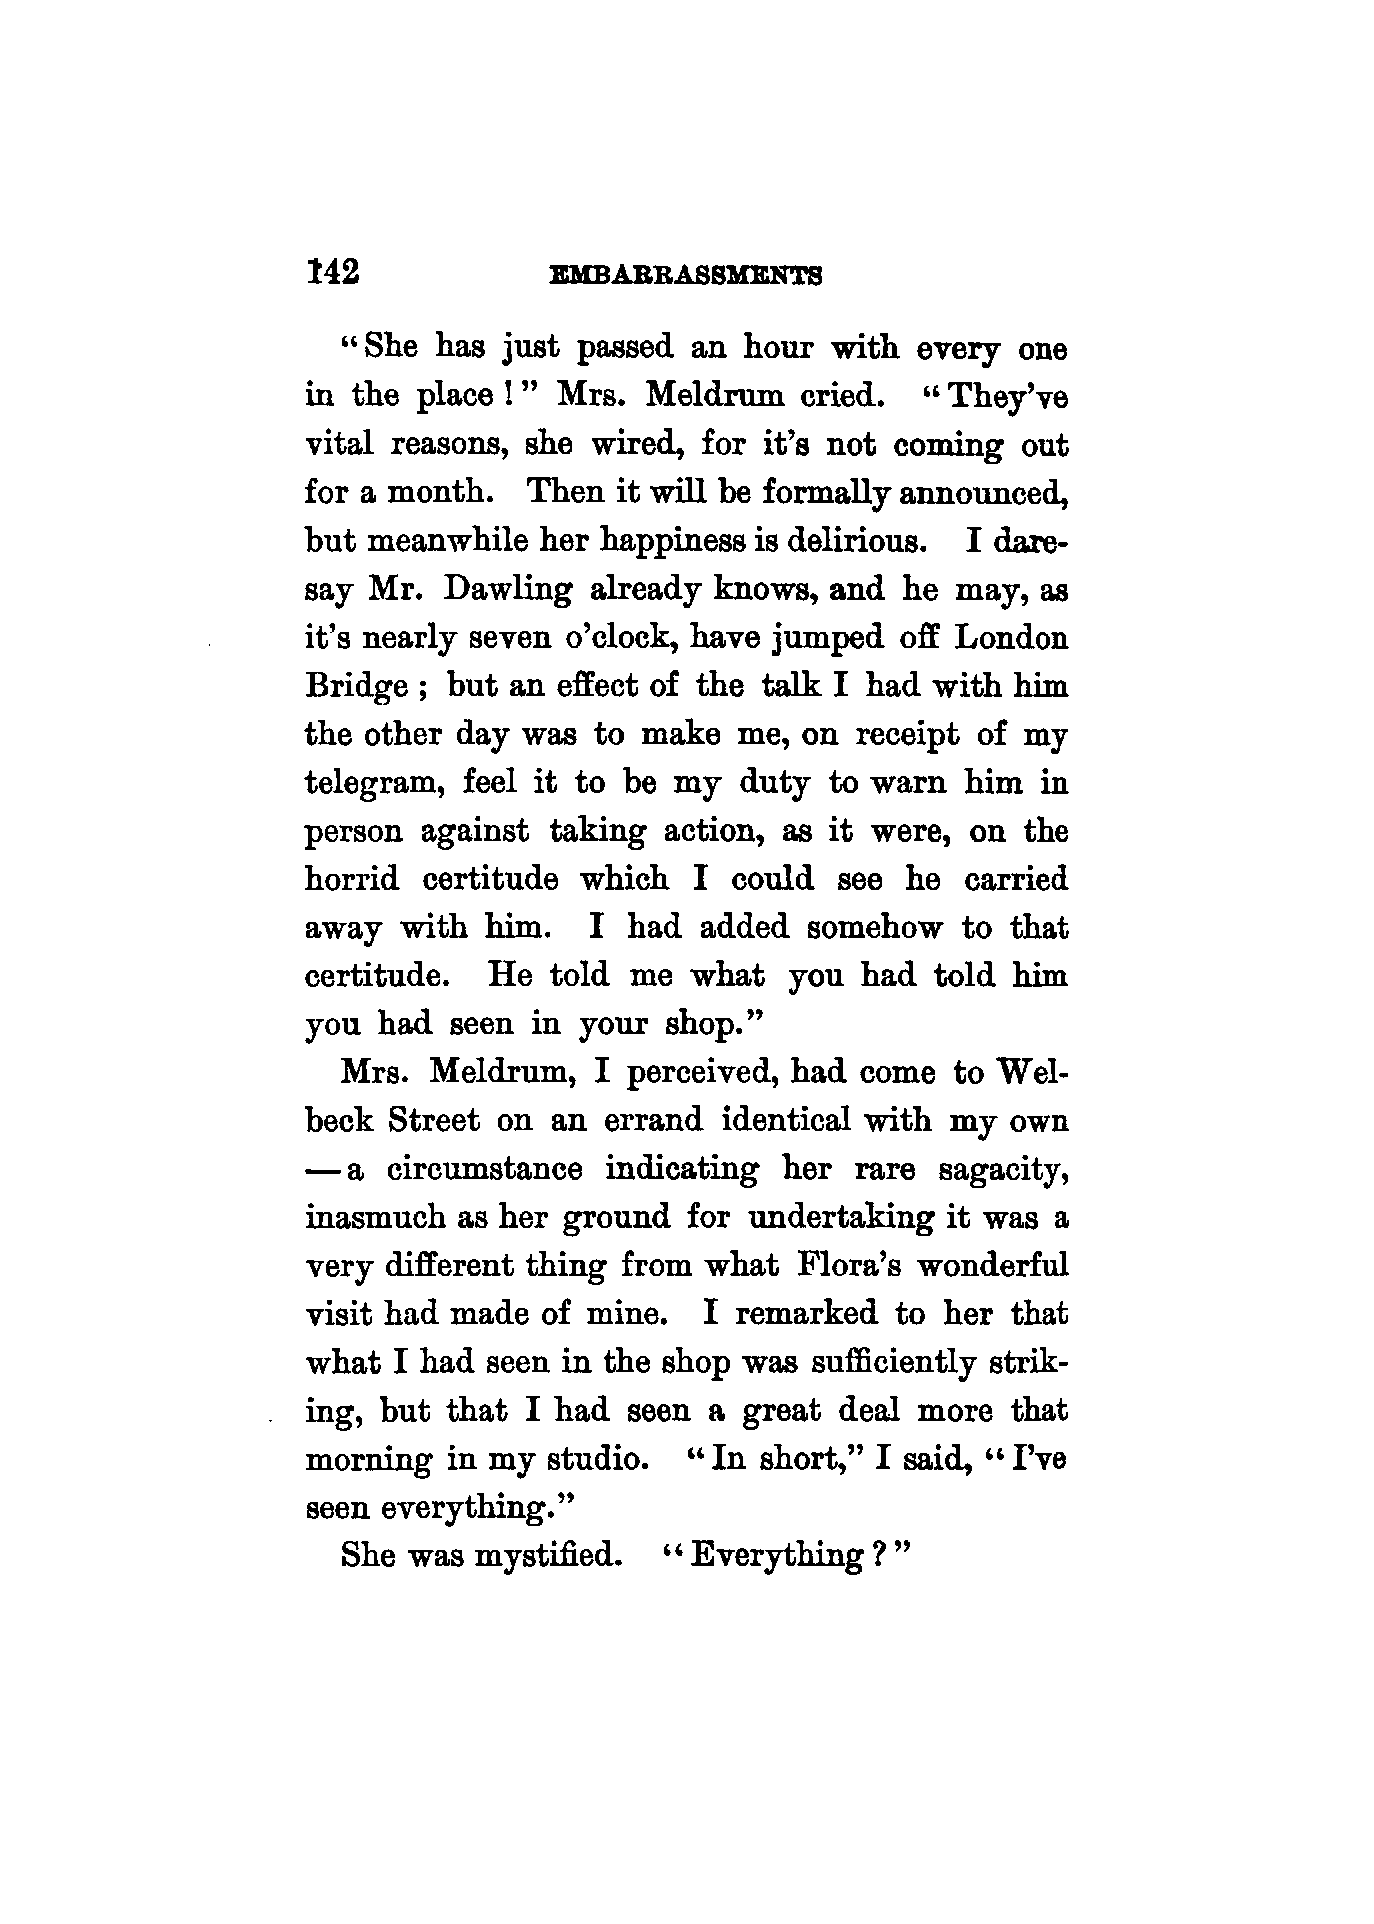 142 EMBARRASSMENTS
“She has just passed an hour with every one
in the place!” Mrs. Meldrum cried. “They’ve
vital reasons, she wired, for it’s not coming out
for a month. Then it will be formally announced,
but meanwhile her happiness is delirious. I dare-
say Mr. Dawling already knows, and he may, as
it’s nearly seven o’clock, have jumped off London
Bridge; but an effect of the talk I had with him
the other day was to make me, on receipt of my
telegram, feel it to be my duty to warn him in
person against taking action, as it were, on the
horrid certitude which I could see he carried
away with him. I had added somehow to that
certitude. He told me what you had told him
you had seen in your shop.”
Mrs. Meldrum, I perceived, had come to Wel-
beck Street on an errand identical with my own
—a circumstance indicating her rare sagacity,
inasmuch as her ground for undertaking it was a
very different thing from what Flora’s wonderful
visit had made of mine. I remarked to her that
what I had seen in the shop was sufficiently strik-
ing, but that I had seen a great deal more that
morning in my studio. “In short,” I said, “I’ve
seen everything.”
She was mystified. “Everything?”